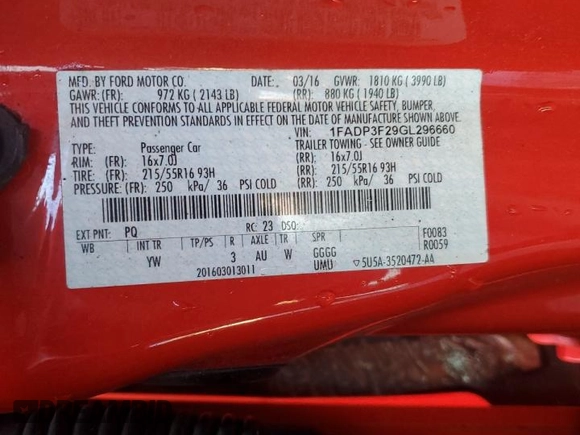 MFD. BY FORD MOTOR CO. DATE: 03/16 GVWR: 1810 KG ( 3990 LB)
GAWR: (FR): 972 KG ( 2143 LB) (RR): 880 KG ( 1940 LB)
THIS VEHICLE CONFORMS TO ALL APPLICABLE FEDERAL MOTOR VEHICLE SAFETY, BUMPER,
AND THEFT PREVENTION STANDARDS IN EFFECT ON THE DATE OF MANUFACTURE SHOWN ABOVE.
VIN: 1FADP3F29GL296660
TYPE: Passenger Car TRAILER TOWING - SEE OWNER GUIDE
RIM: (FR): 16x7.0J (RR): 16x7.0J
TIRE: (FR): 215/55R16 93H (RR): 215/55R16 93H
PRESSURE: (FR): 250 kPa/ 36 PSI COLD (RR): 250 kPa/ 36 PSI COLD
EXT PNT: PQ RC: 23 DSO: F0083
WB INT TR TP/PS R AXLE TR SPR R0059
YW 3 AU W GGGG
201603013011 UMU ▽5U5A-3520472-AA